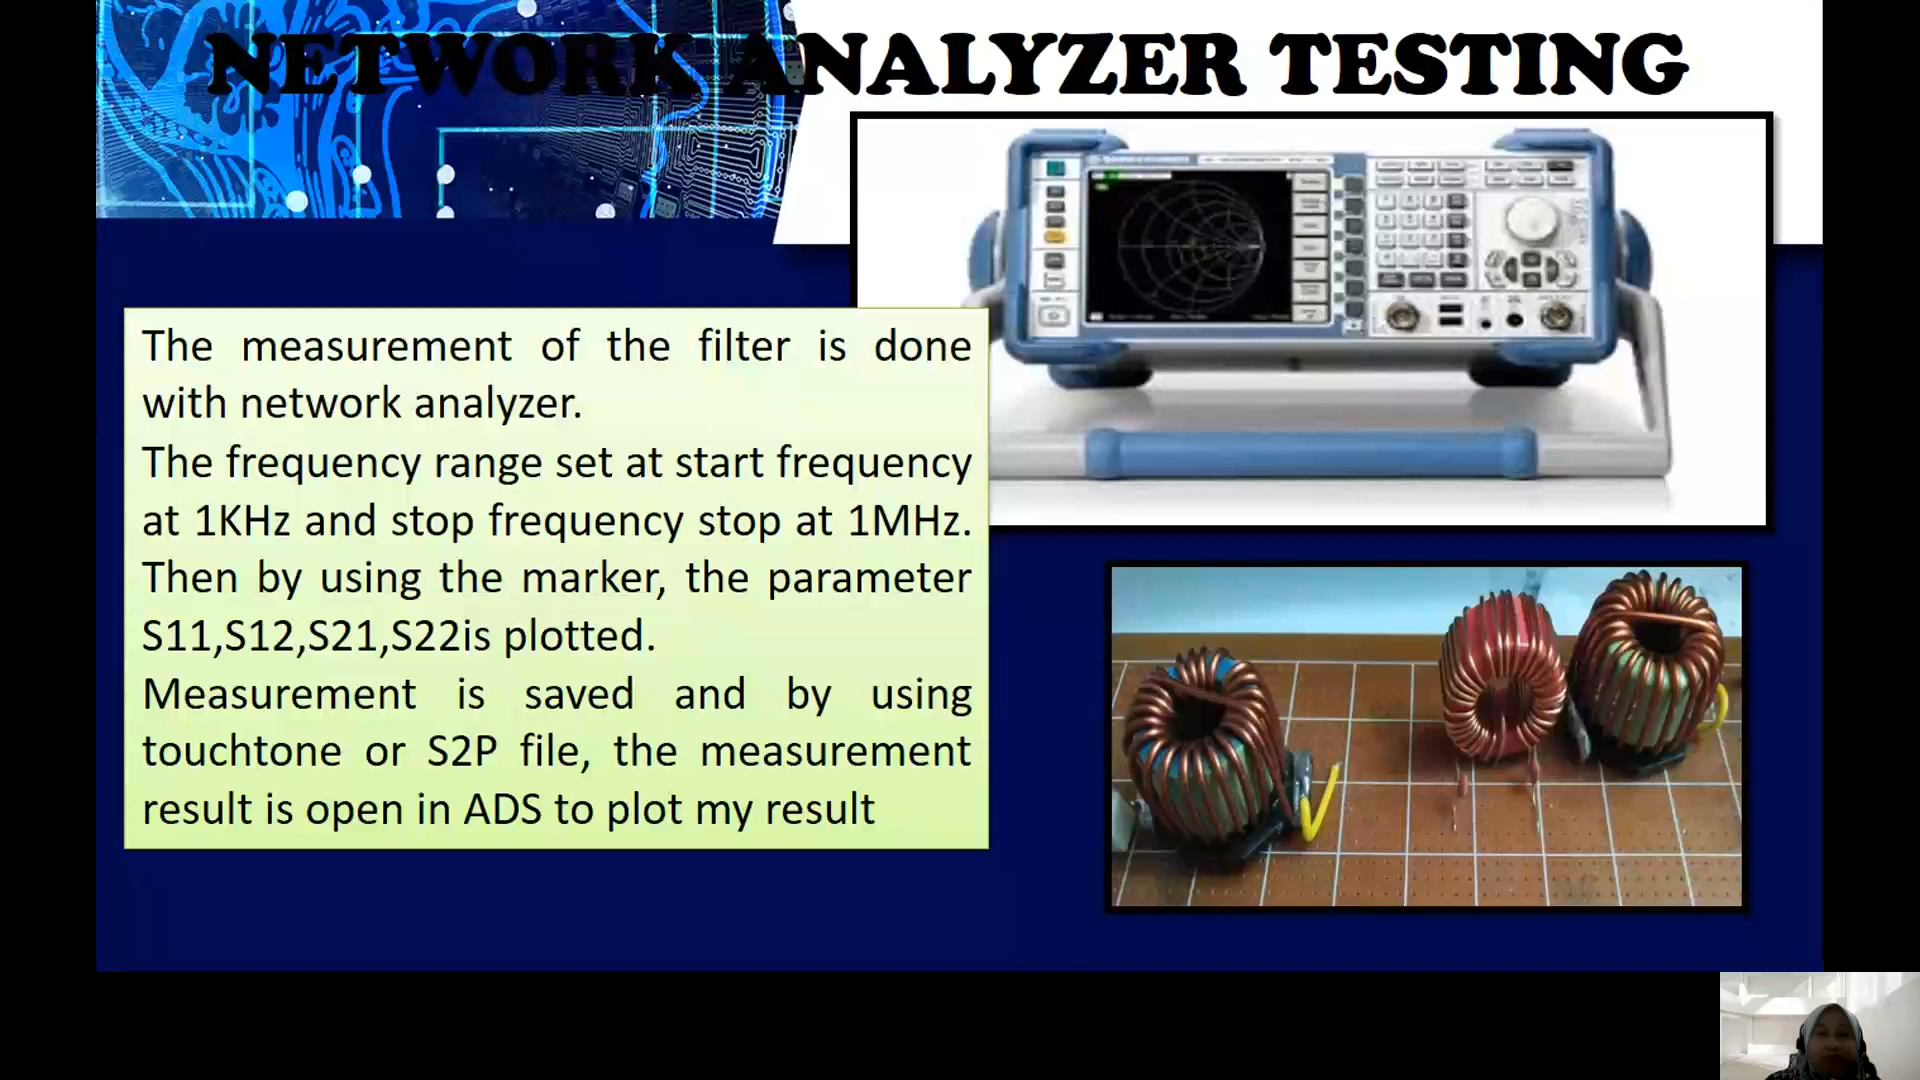 NETWORK ANALYZER TESTING
The measurement of the filter is done
with network analyzer.
The frequency range set at start frequency
at 1KHz and stop frequency stop at 1MHz.
Then by using the marker, the parameter
S11,S12,S21,S22is plotted.
Measurement is saved and by using
touchtone or S2P file, the measurement
result is open in ADS to plot my result